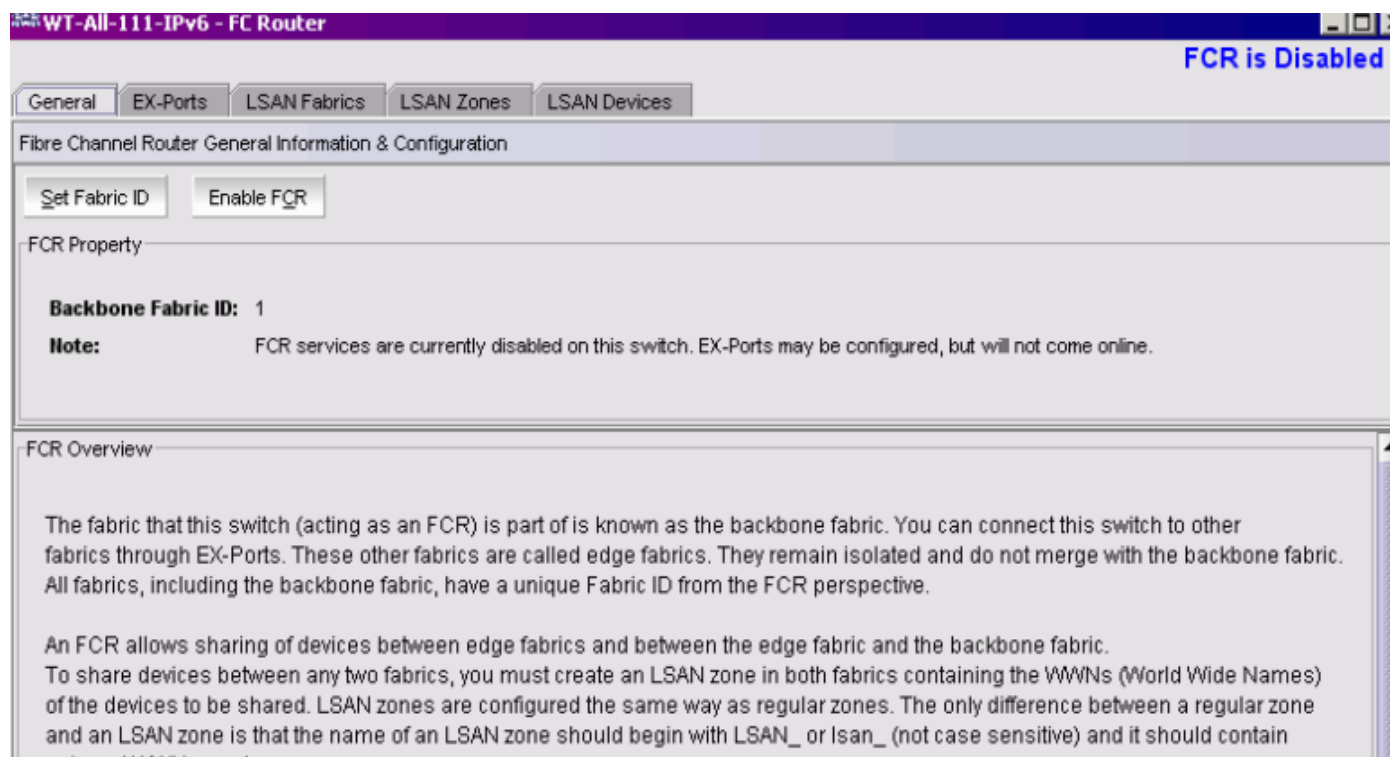 WT-All-111-IPv6 - FC Router
FCR is Disabled
General EX-Ports LSAN Fabrics LSAN Zones LSAN Devices
Fibre Channel Router General Information & Configuration
Set Fabric ID Enable FCR
FCR Property
Backbone Fabric ID: 1
Note: FCR services are currently disabled on this switch. EX-Ports may be configured, but will not come online.
FCR Overview
The fabric that this switch (acting as an FCR) is part of is known as the backbone fabric. You can connect this switch to other
fabrics through EX-Ports. These other fabrics are called edge fabrics. They remain isolated and do not merge with the backbone fabric.
All fabrics, including the backbone fabric, have a unique Fabric ID from the FCR perspective.
An FCR allows sharing of devices between edge fabrics and between the edge fabric and the backbone fabric.
To share devices between any two fabrics, you must create an LSAN zone in both fabrics containing the WWNs (World Wide Names)
of the devices to be shared. LSAN zones are configured the same way as regular zones. The only difference between a regular zone
and an LSAN zone is that the name of an LSAN zone should begin with LSAN_ or lsan_ (not case sensitive) and it should contain